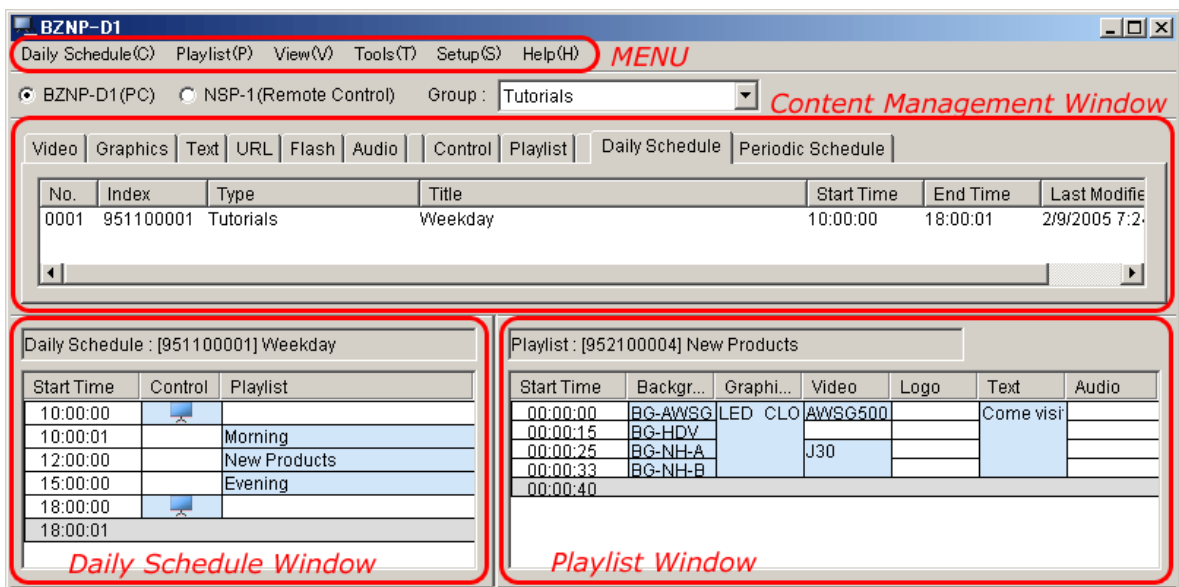 BZNP-D1
Daily Schedule(C) Playlist(P) View(V) Tools(T) Setup(S) Help(H) MENU
BZNP-D1(PC) NSP-1(Remote Control) Group : Tutorials
Content Management Window
Video Graphics Text URL Flash Audio Control Playlist Daily Schedule Periodic Schedule
No. Index Type Title Start Time End Time Last Modifie
0001 951100001 Tutorials Weekday 10:00:00 18:00:01 2/9/2005 7:2
Daily Schedule : [951100001] Weekday
Start Time Control Playlist
10:00:00
10:00:01 Morning
12:00:00 New Products
15:00:00 Evening
18:00:00
18:00:01
Daily Schedule Window
Playlist : [952100004] New Products
Start Time Backgr... Graphi... Video Logo Text Audio
00:00:00 BG-AWSG LED CLO AWSG500 Come visi
00:00:15 BG-HDV
00:00:25 BG-NH-A J30
00:00:33 BG-NH-B
00:00:40
Playlist Window